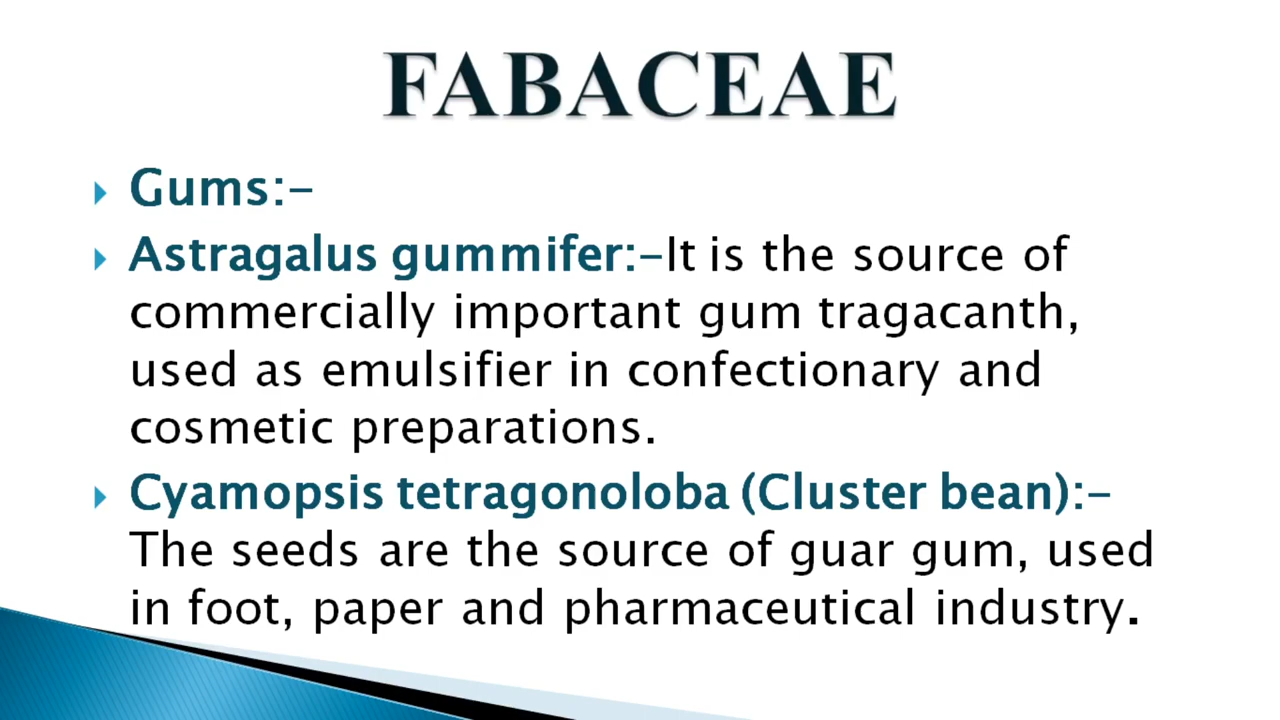 FABACEAE
Gums:-
Astragalus gummifer:-It is the source of
commercially important gum tragacanth,
used as emulsifier in confectionary and
cosmetic preparations.
Cyamopsis tetragonoloba (Cluster bean):-
The seeds are the source of guar gum, used
in foot, paper and pharmaceutical industry.